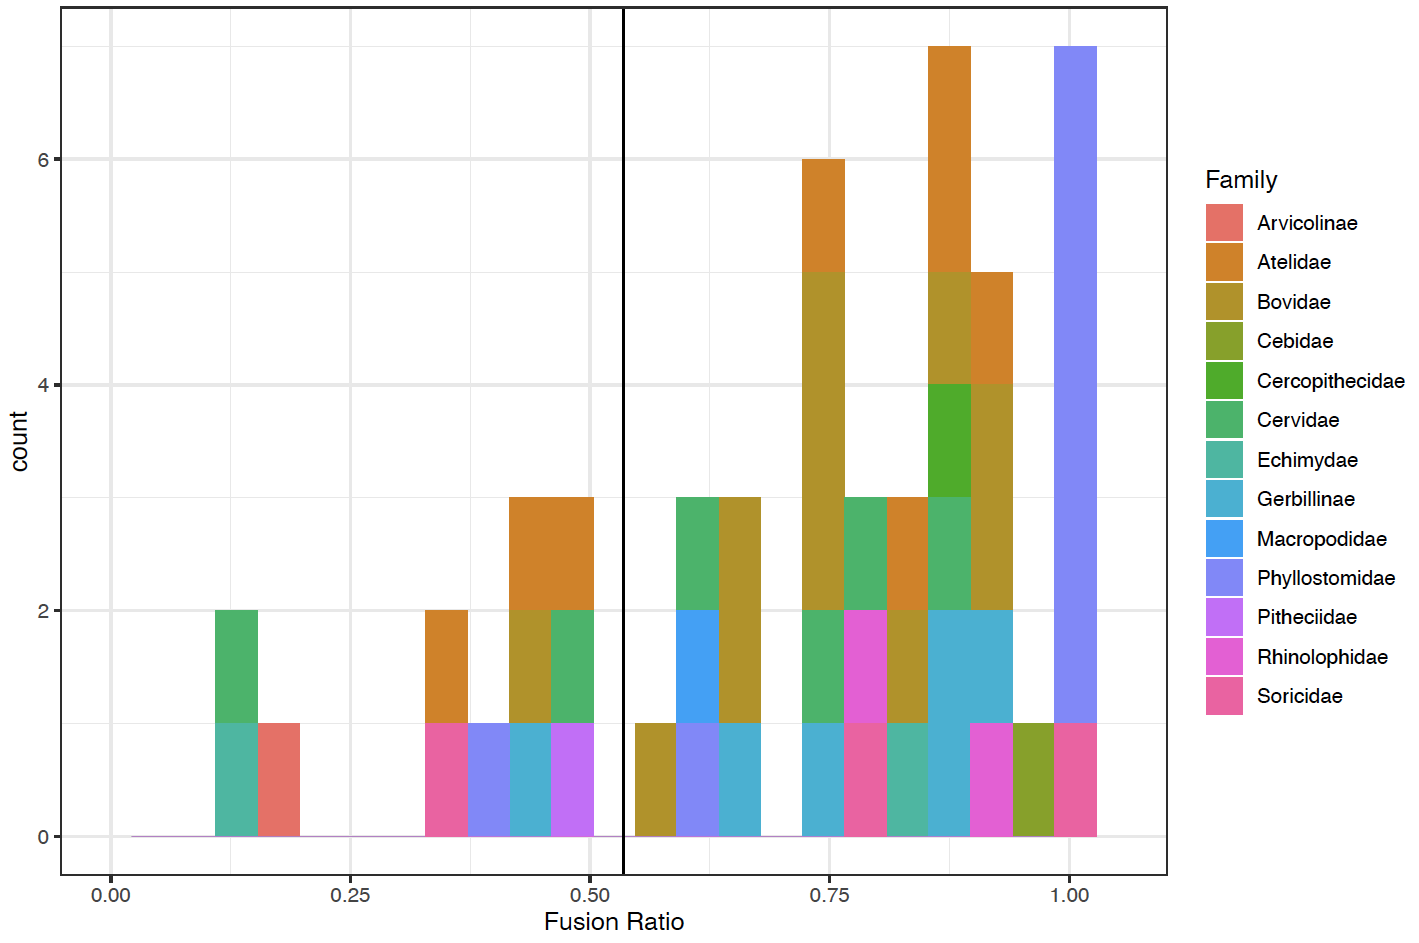 6
4
2
0
count
0.00 0.25 0.50 0.75 1.00
Fusion Ratio
Family
Arvicolinae
Atelidae
Bovidae
Cebidae
Cercopithecidae
Cervidae
Echimydae
Gerbillinae
Macropodidae
Phyllostomidae
Pitheciidae
Rhinolophidae
Soricidae